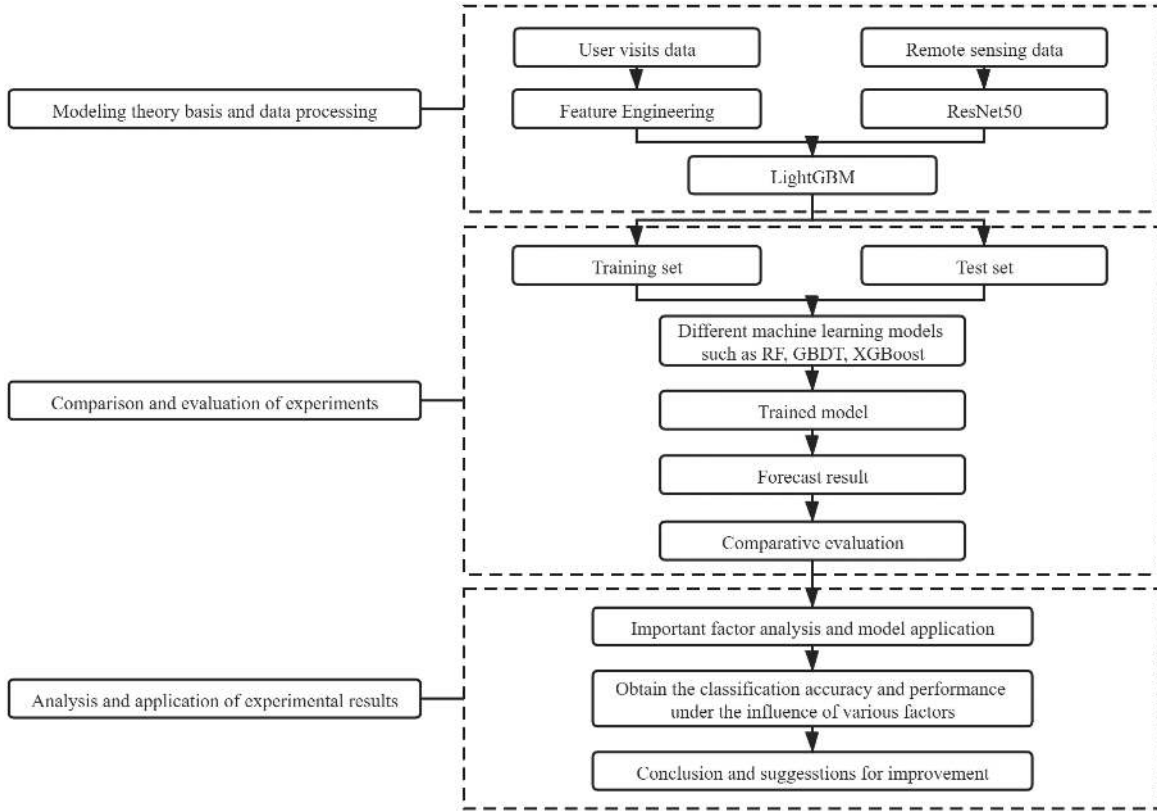 User visits data
Remote sensing data
Modeling theory basis and data processing
Feature Engineering
ResNet50
LightGBM
Training set
Test set
Different machine learning models
such as RF, GBDT, XGBoost
Comparison and evaluation of experiments
Trained model
Forecast result
Comparative evaluation
Important factor analysis and model application
Analysis and application of experimental results
Obtain the classification accuracy and performance
under the influence of various factors
Conclusion and suggesstions for improvement